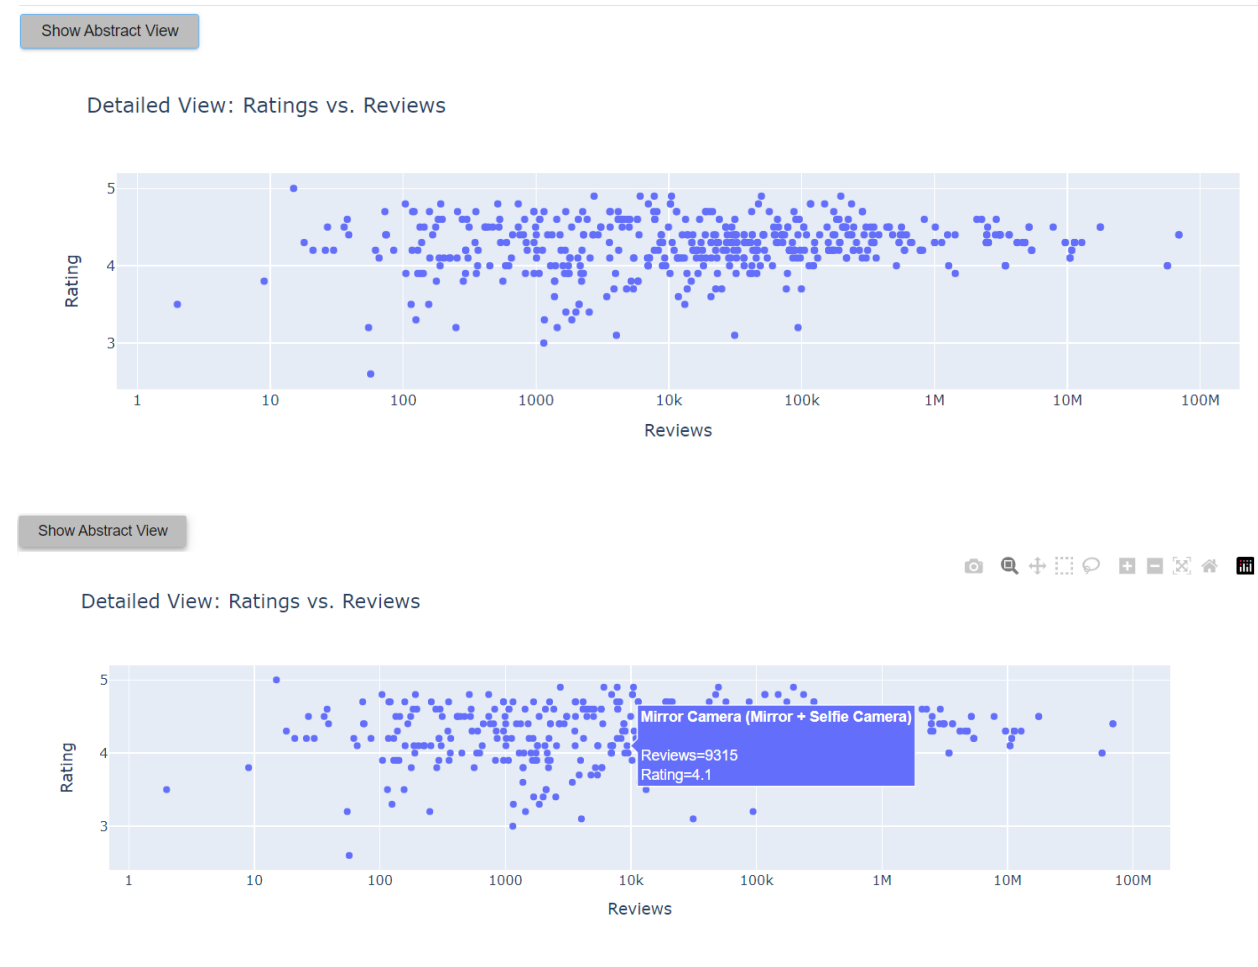 Show Abstract View
Detailed View: Ratings vs. Reviews
5
4
3
Rating
1 10 100 1000 10k 100k 1M 10M 100M
Reviews
Show Abstract View
Detailed View: Ratings vs. Reviews
5
4
3
Rating
Mirror Camera (Mirror + Selfie Camera)
Reviews=9315
Rating=4.1
1 10 100 1000 10k 100k 1M 10M 100M
Reviews